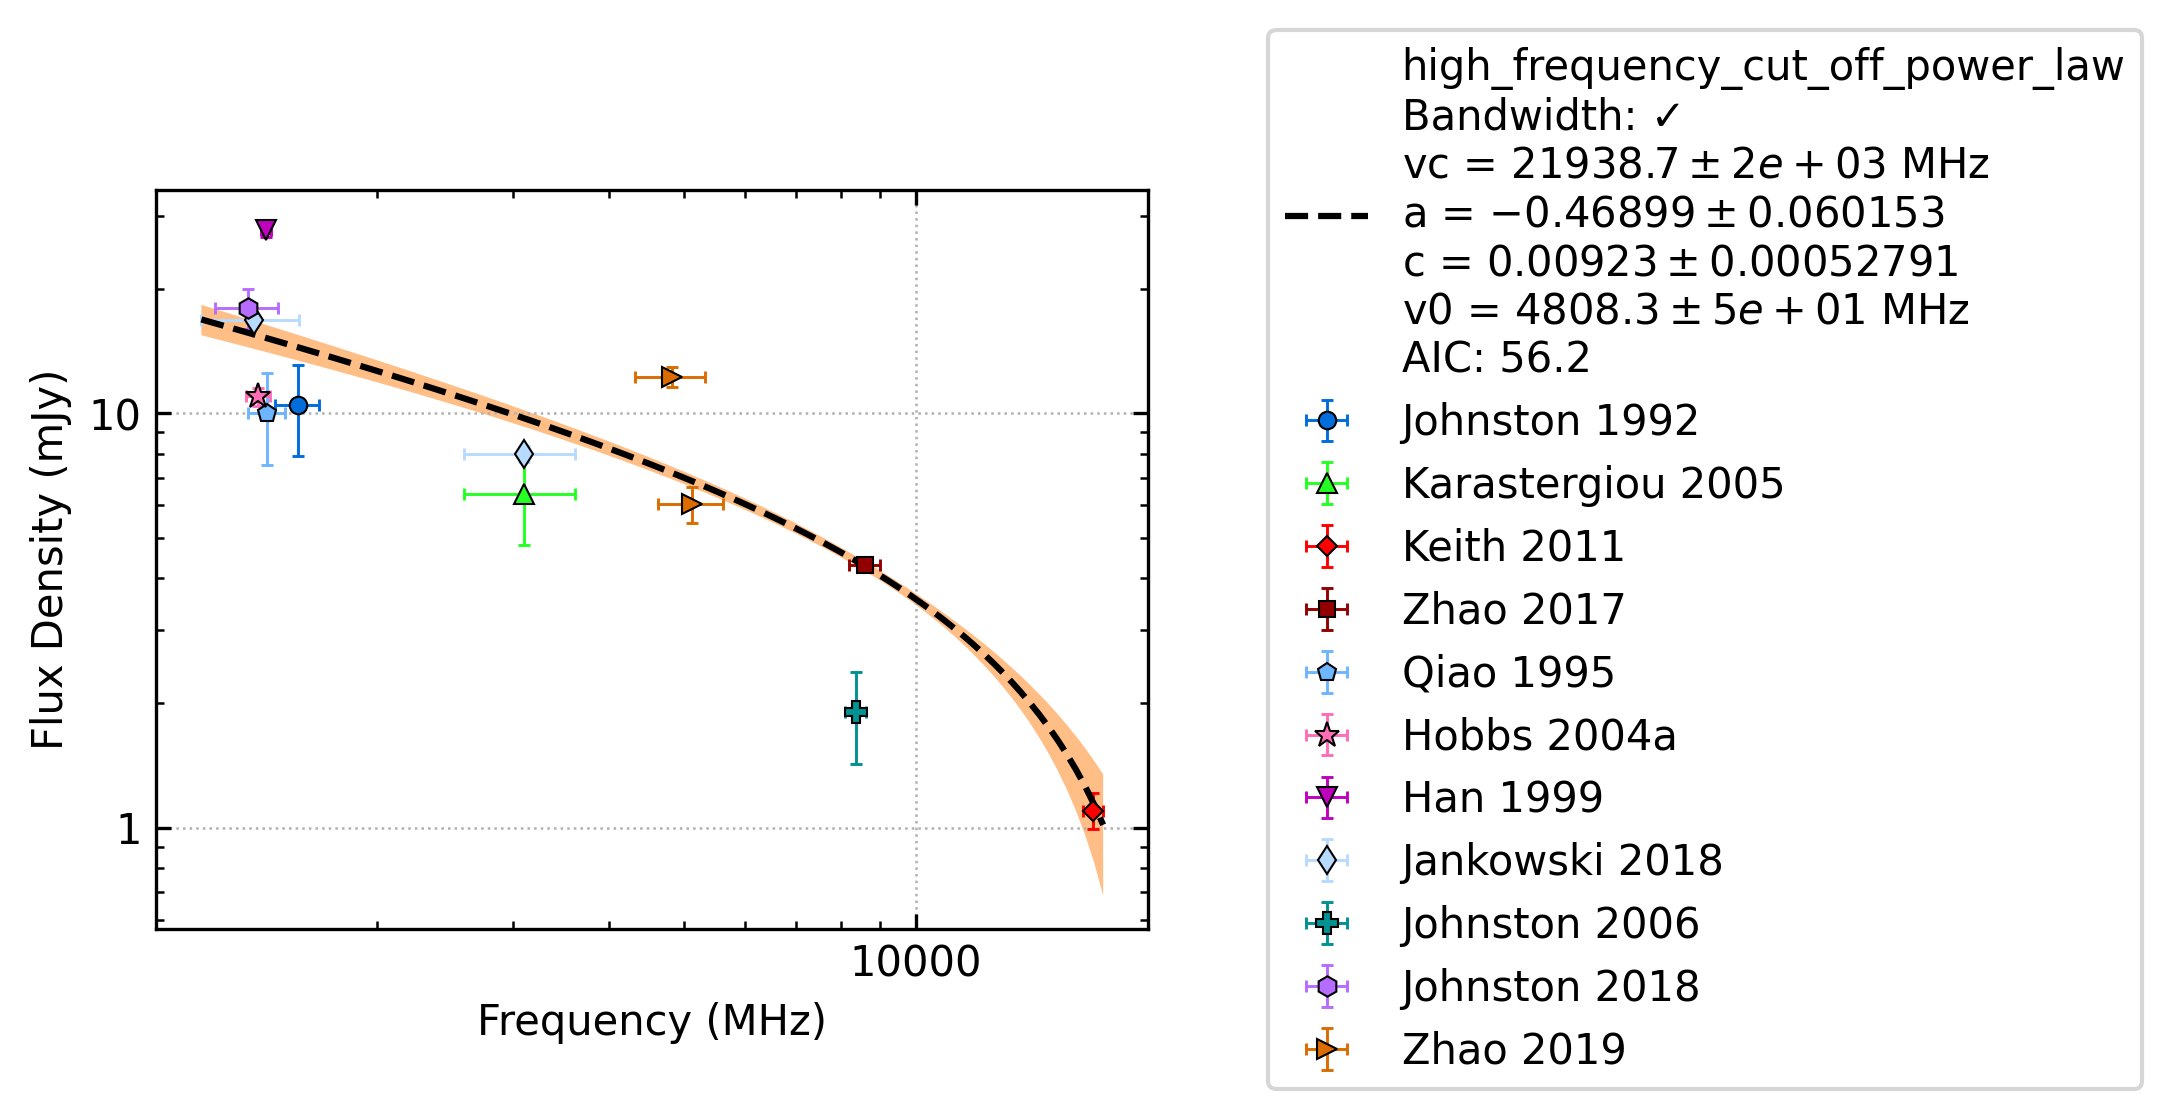 high_frequency_cut_off_power_law
Bandwidth: ✓
vc = 21938.7 ± 2e + 03 MHz
a = −0.46899 ± 0.060153
c = 0.00923 ± 0.00052791
v0 = 4808.3 ± 5e + 01 MHz
AIC: 56.2
Johnston 1992
Karastergiou 2005
Keith 2011
Zhao 2017
Qiao 1995
Hobbs 2004a
Han 1999
Jankowski 2018
Johnston 2006
Johnston 2018
Zhao 2019
Flux Density (mJy)
10
1
10000
Frequency (MHz)